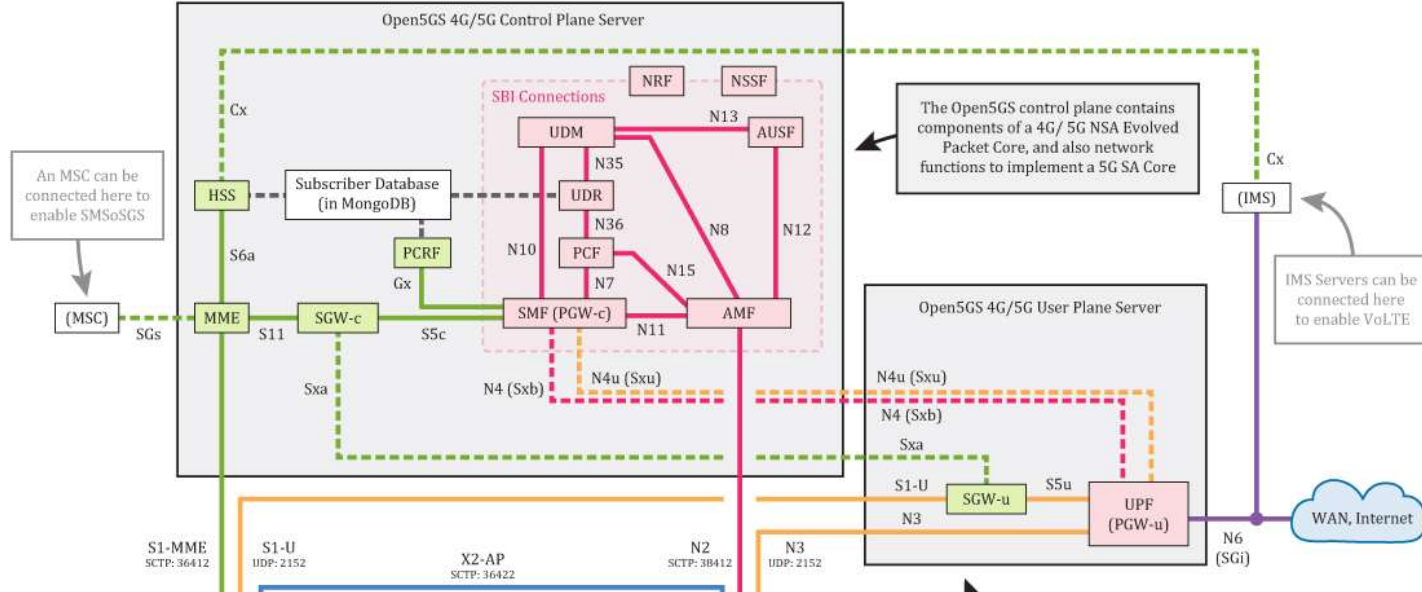 Open5GS 4G/5G Control Plane Server
NRF
NSSF
SBI Connections
Cx
N13
UDM
AUSF
The Open5GS control plane contains
components of a 4G/ 5G NSA Evolved
Packet Core, and also network
functions to implement a 5G SA Core
Cx
An MSC can be
connected here to
enable SMSoSGS
N35
HSS
Subscriber Database
(in MongoDB)
UDR
(IMS)
N36
N8
N12
S6a
PCRF
N10
PCF
N15
Gx
N7
IMS Servers can be
connected here
to enable VoLTE
Open5GS 4G/5G User Plane Server
(MSC)
SGs
MME
S11
SGW-c
S5c
SMF (PGW-c)
N11
AMF
Sxa
N4 (Sxb)
N4u (Sxu)
N4u (Sxu)
N4 (Sxb)
Sxa
S1-U
SGW-u
S5u
UPF
(PGW-u)
N3
WAN, Internet
N6
(SGi)
S1-MME
SCTP: 36412
S1-U
UDP: 2152
X2-AP
SCTP: 36422
N2
SCTP: 38412
N3
UDP: 2152